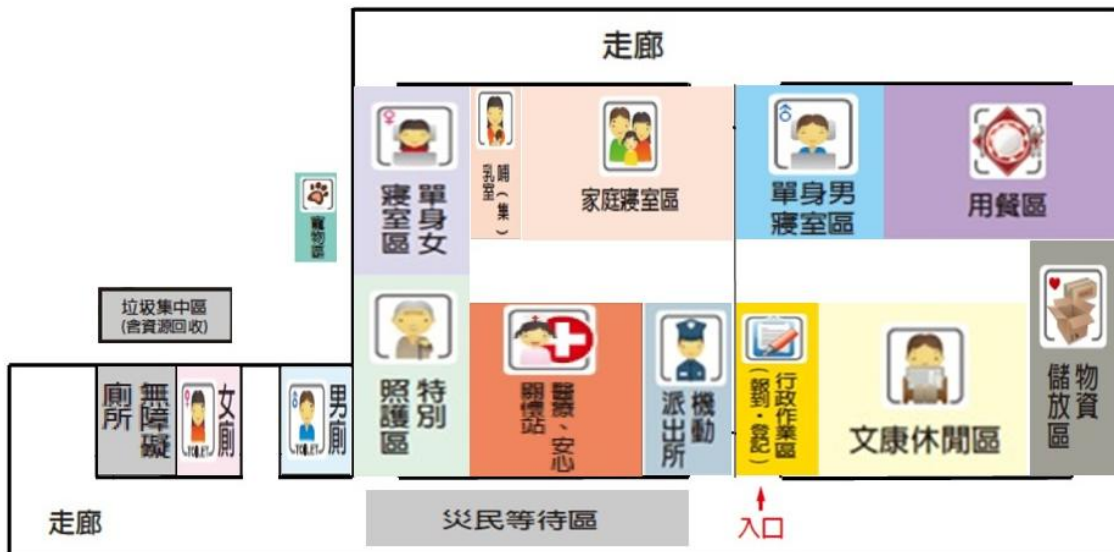 走廊
單身女
寢室區
哺(集)
乳室
家庭寢室區
單身男
寢室區
用餐區
寵物區
垃圾集中區
(含資源回收)
無障礙
廁所
女廁
TOILET
男廁
TOILET
特別
照護區
醫療、安心
關懷站
機動
派出所
行政作業區
(報到、登記)
文康休閒區
物資
儲放區
走廊
災民等待區
入口